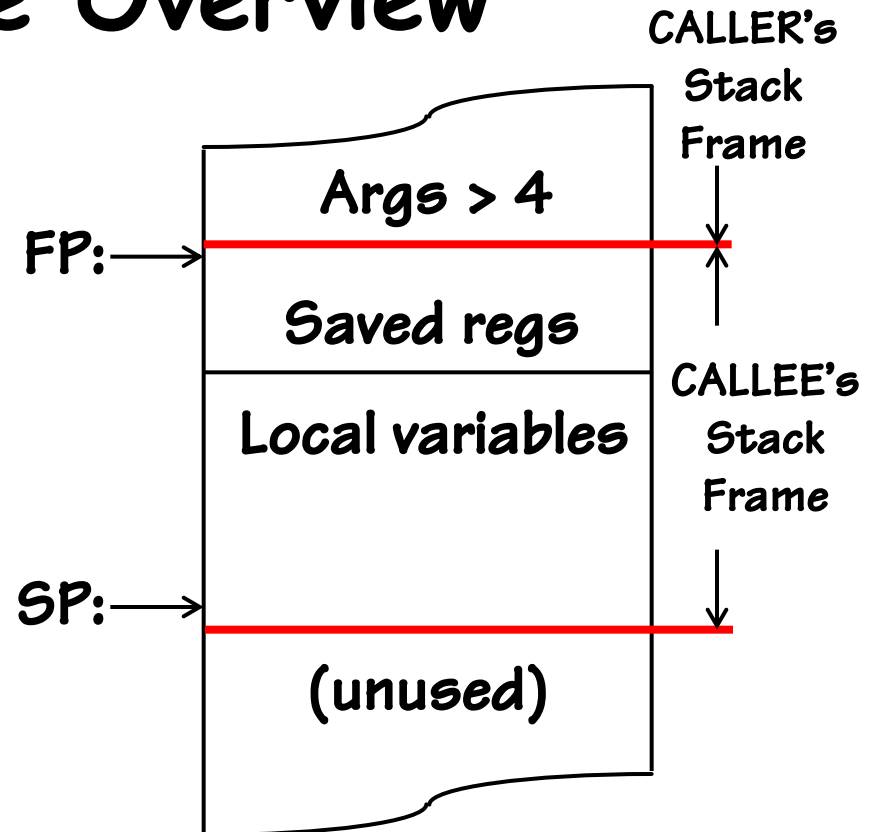 e Overview
CALLER's
Stack
Frame
Args > 4
FP:
Saved regs
CALLEE's
Stack
Frame
Local variables
SP:
(unused)